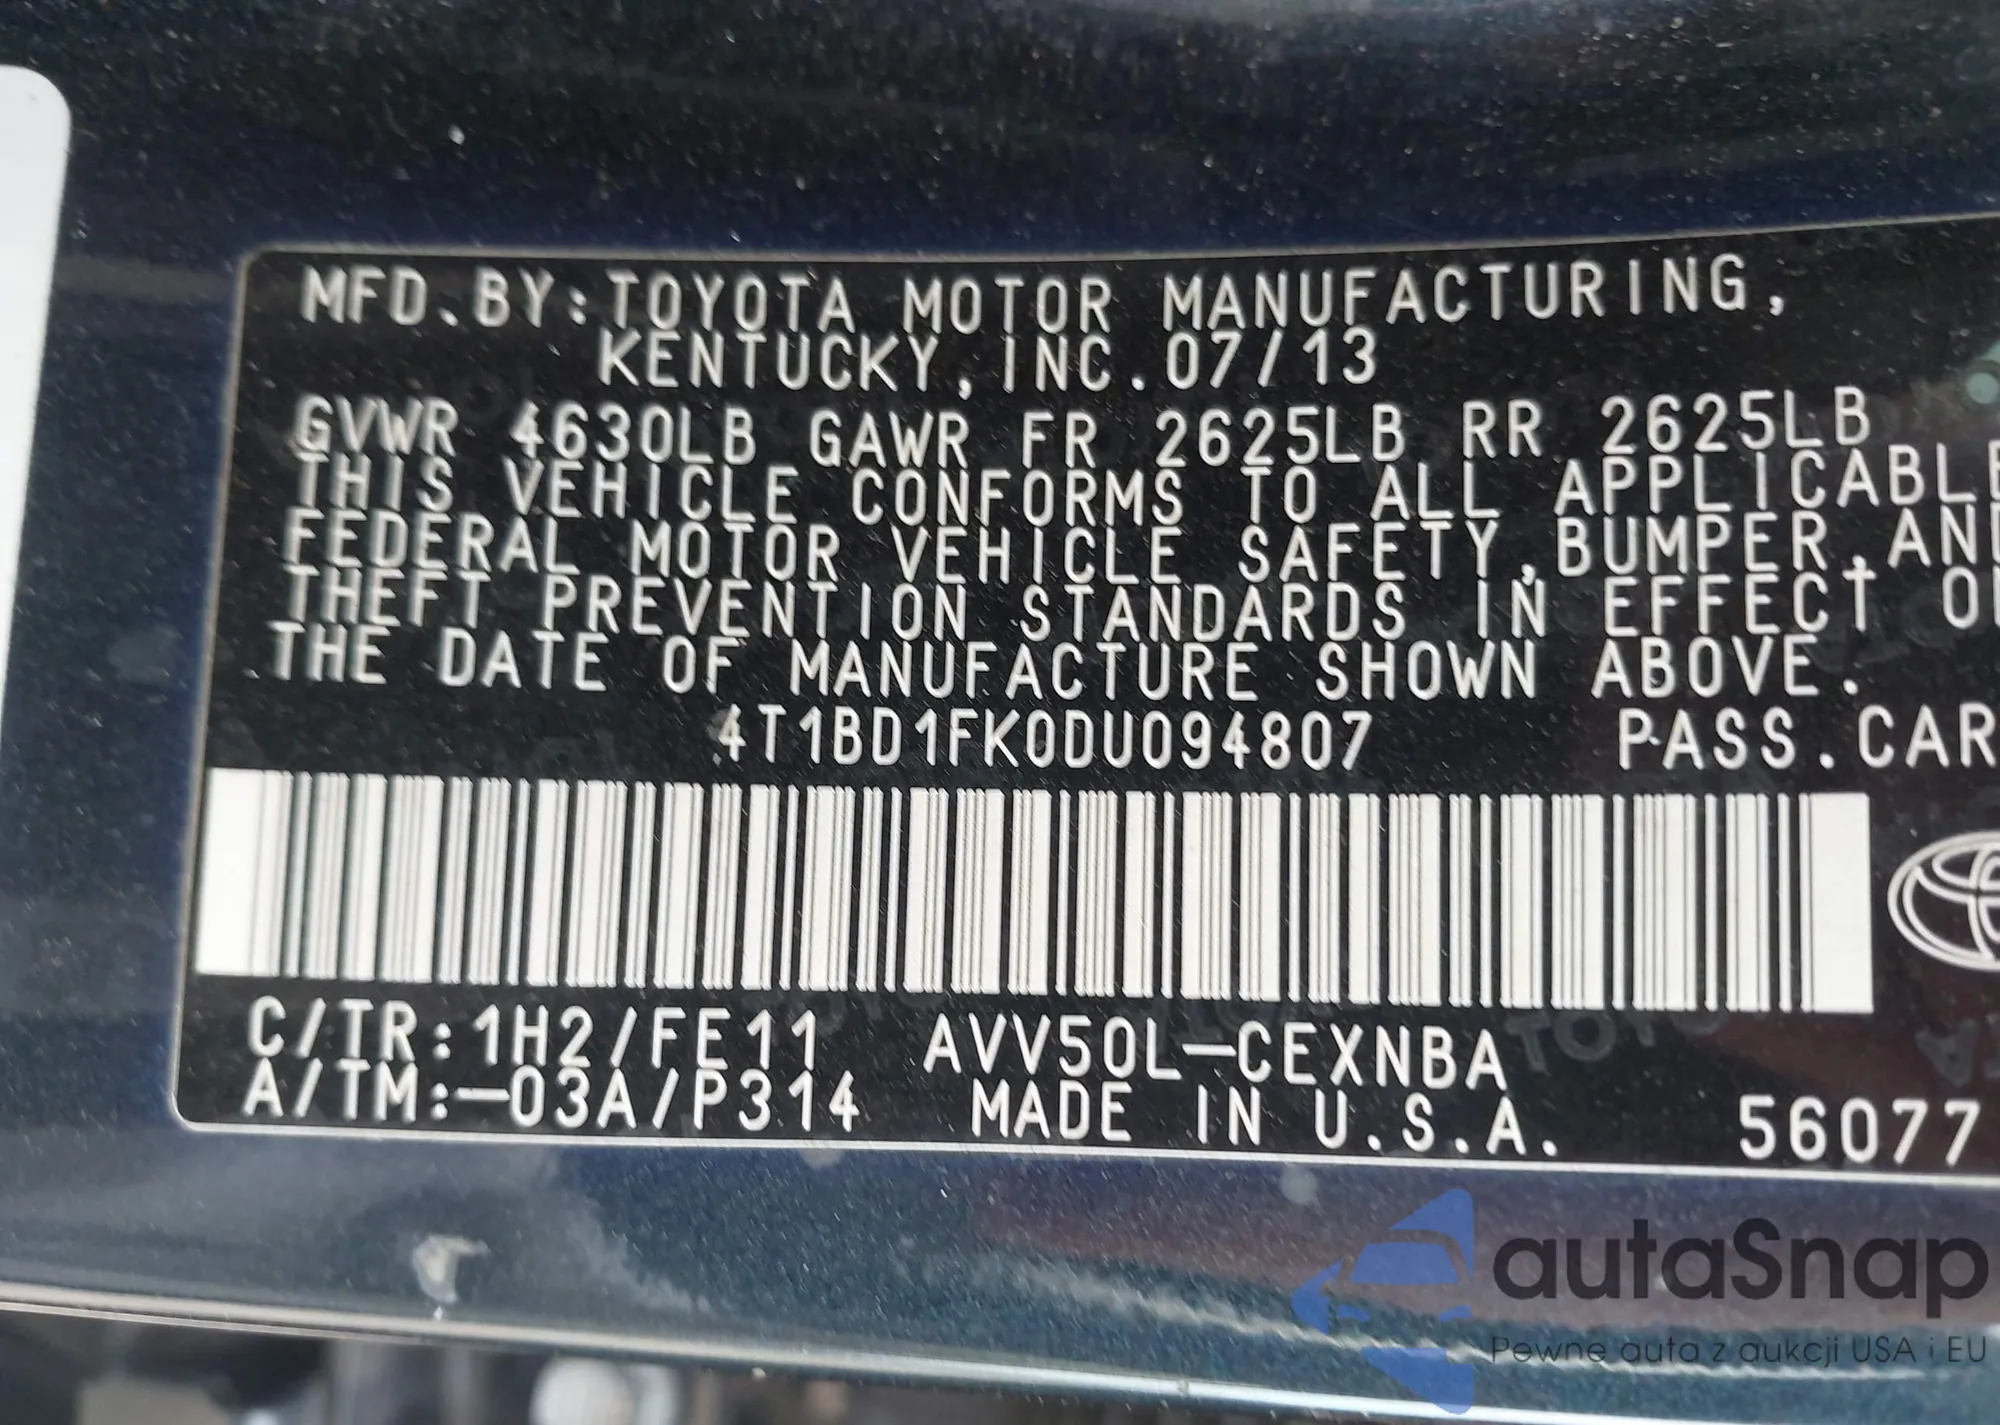 MFD.BY:TOYOTA MOTOR MANUFACTURING,
KENTUCKY, INC. 07/13
GVWR 4630LB GAWR FR 2625LB RR 2625LB
THIS VEHICLE CONFORMS TO ALL APPLICABLE
FEDERAL MOTOR VEHICLE SAFETY, BUMPER, AND
THEFT PREVENTION STANDARDS IN EFFECT ON
THE DATE OF MANUFACTURE SHOWN ABOVE.
4T1BD1FK0DU094807 PASS.CAR
C/TR:1H2/FE11 AVV50L-CEXNBA
A/TM:-03A/P314 MADE IN U.S.A. 56077
autaSnap
Pewne auta z aukcji USA i EU